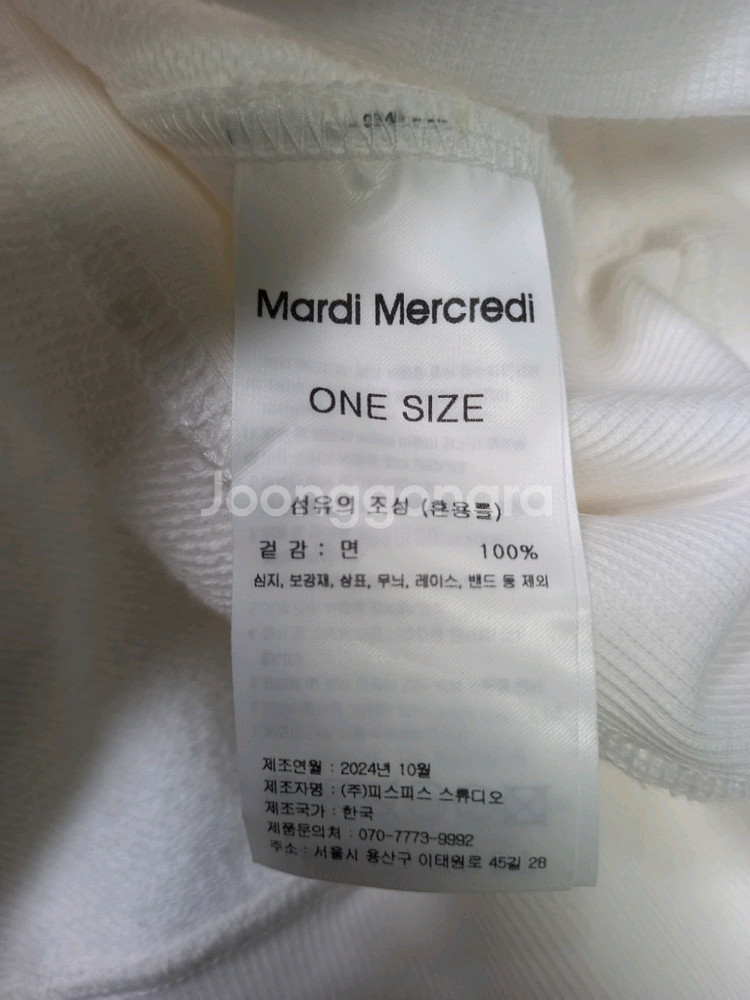 Mardi Mercredi
ONE SIZE
Joonggonara
섬유의 조성 (혼용률)
겉 감 : 면 100%
심지, 보강재, 상표, 무늬, 레이스, 밴드 등 제외
제조연월 : 2024년 10월
제조자명 : (주)피스피스 스튜디오
제조국가 : 한국
제품문의처 : 070-7773-9992
주소 : 서울시 용산구 이태원로 45길 28